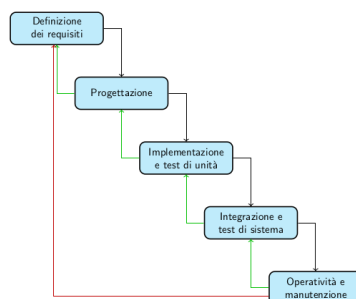 Definizione
dei requisiti
Progettazione
Implementazione
e test di unità
Integrazione e
test di sistema
Operatività e
manutenzione